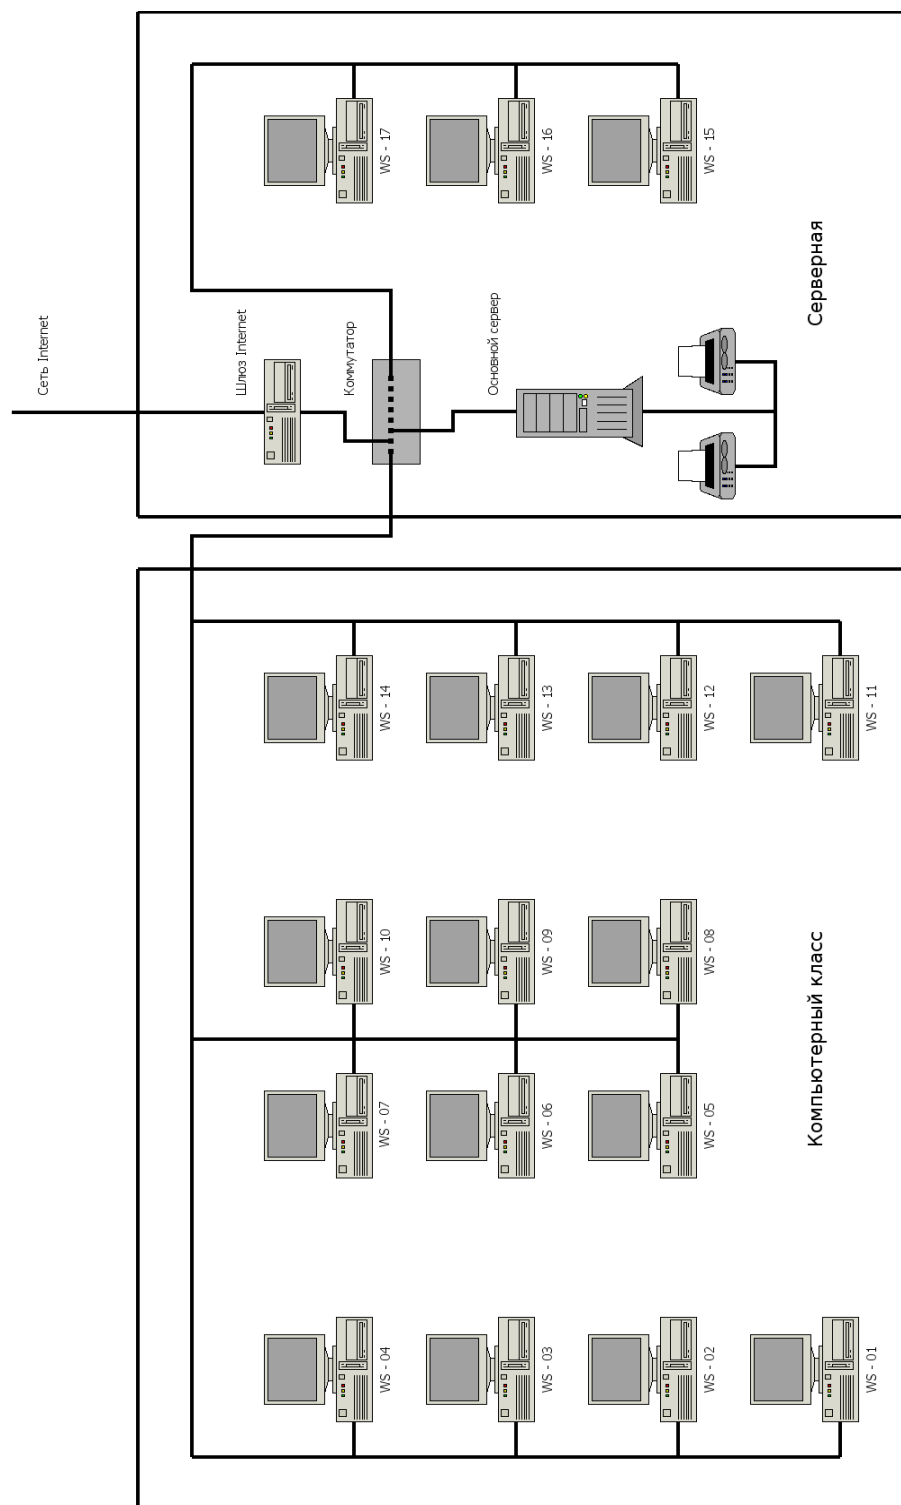 Сеть Internet
Шлюз Internet
Коммутатор
Основной сервер
Серверная
WS - 17
WS - 16
WS - 15
WS - 14
WS - 13
WS - 12
WS - 11
WS - 10
WS - 09
WS - 08
WS - 07
WS - 06
WS - 05
Компьютерный класс
WS - 04
WS - 03
WS - 02
WS - 01